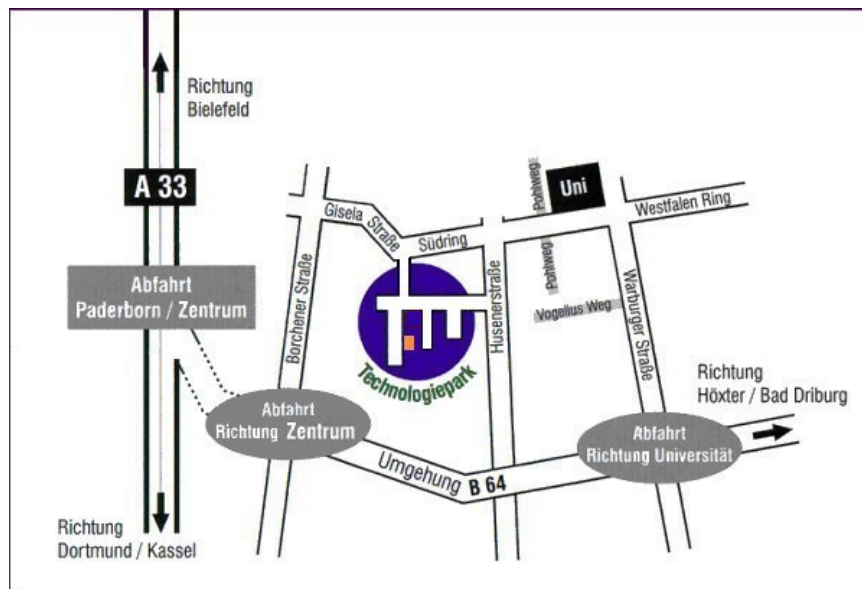 Richtung
Bielefeld
A 33
Abfahrt
Paderborn / Zentrum
Gisela Straße
Südring
Pohlweg
Uni
Westfalen Ring
Borchener Straße
Husenerstraße
Pohlweg
Vogelius Weg
Warburger Straße
Technologiepark
Richtung
Höxter / Bad Driburg
Abfahrt
Richtung Zentrum
Abfahrt
Richtung Universität
Umgehung B 64
Richtung
Dortmund / Kassel